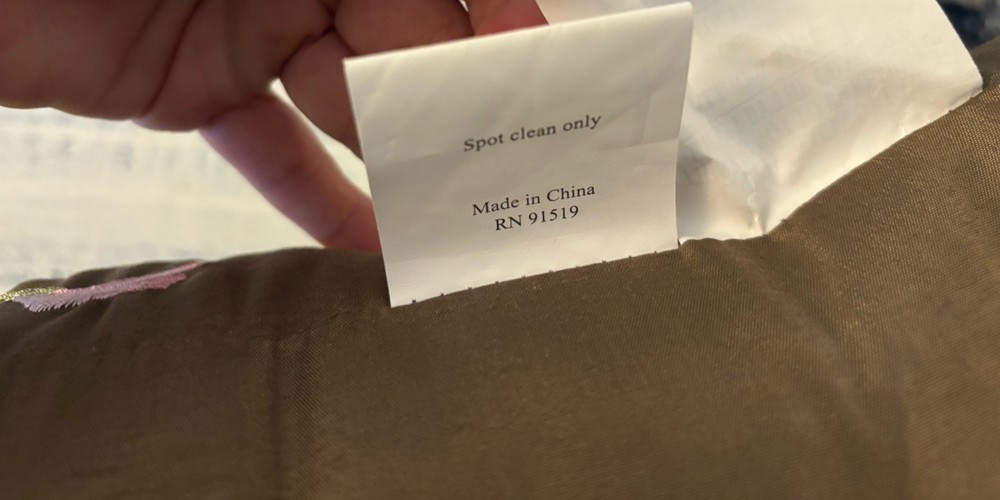 Spot clean only
Made in China
RN 91519